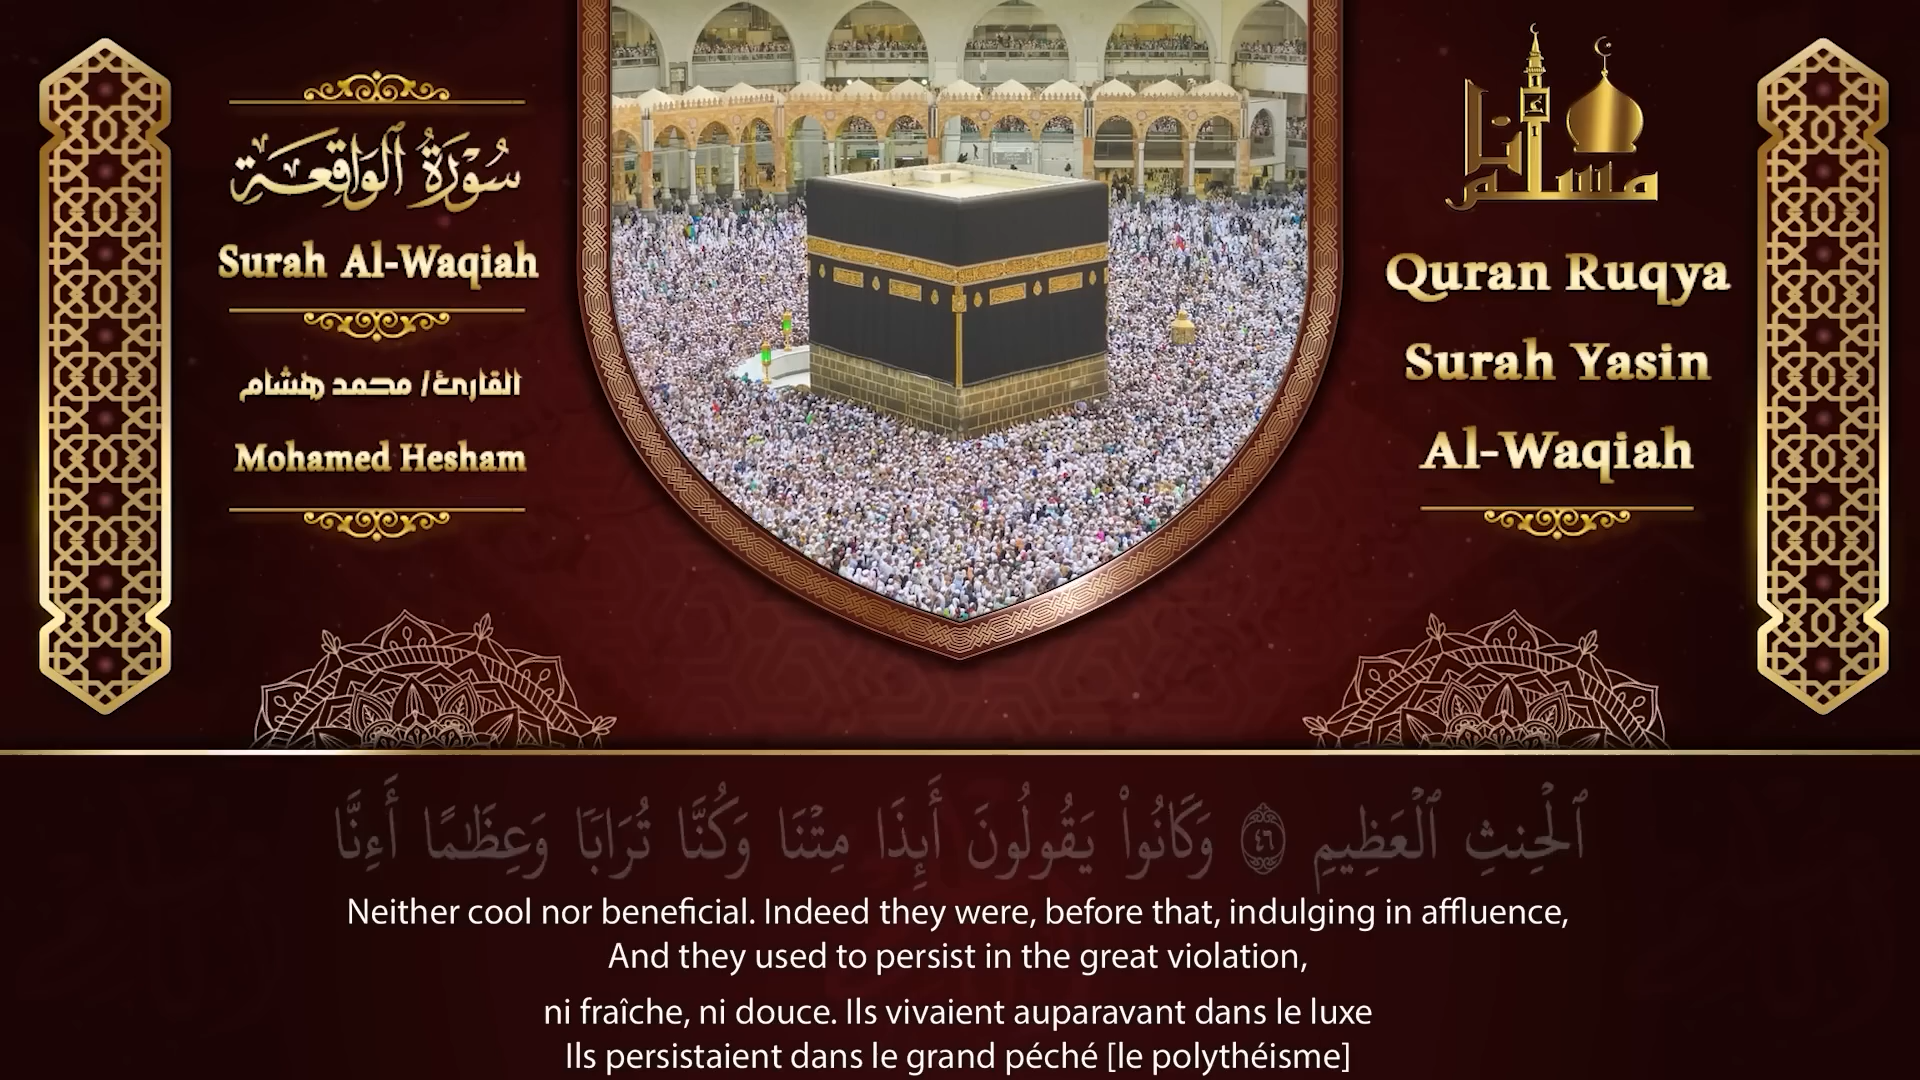 سُورَةُ الوَاقِعَة
Surah Al-Waqiah
القارئ/ محمد هشام
Mohamed Hesham
أنا مسلم
Quran Ruqya
Surah Yasin
Al-Waqiah
ٱلْحِنثِ ٱلْعَظِيمِ ٤٦ وَكَانُوا۟ يَقُولُونَ أَئِذَا مِتْنَا وَكُنَّا تُرَابًا وَعِظَٰمًا أَءِنَّا
Neither cool nor beneficial. Indeed they were, before that, indulging in affluence,
And they used to persist in the great violation,
ni fraîche, ni douce. Ils vivaient auparavant dans le luxe
Ils persistaient dans le grand péché [le polythéisme]